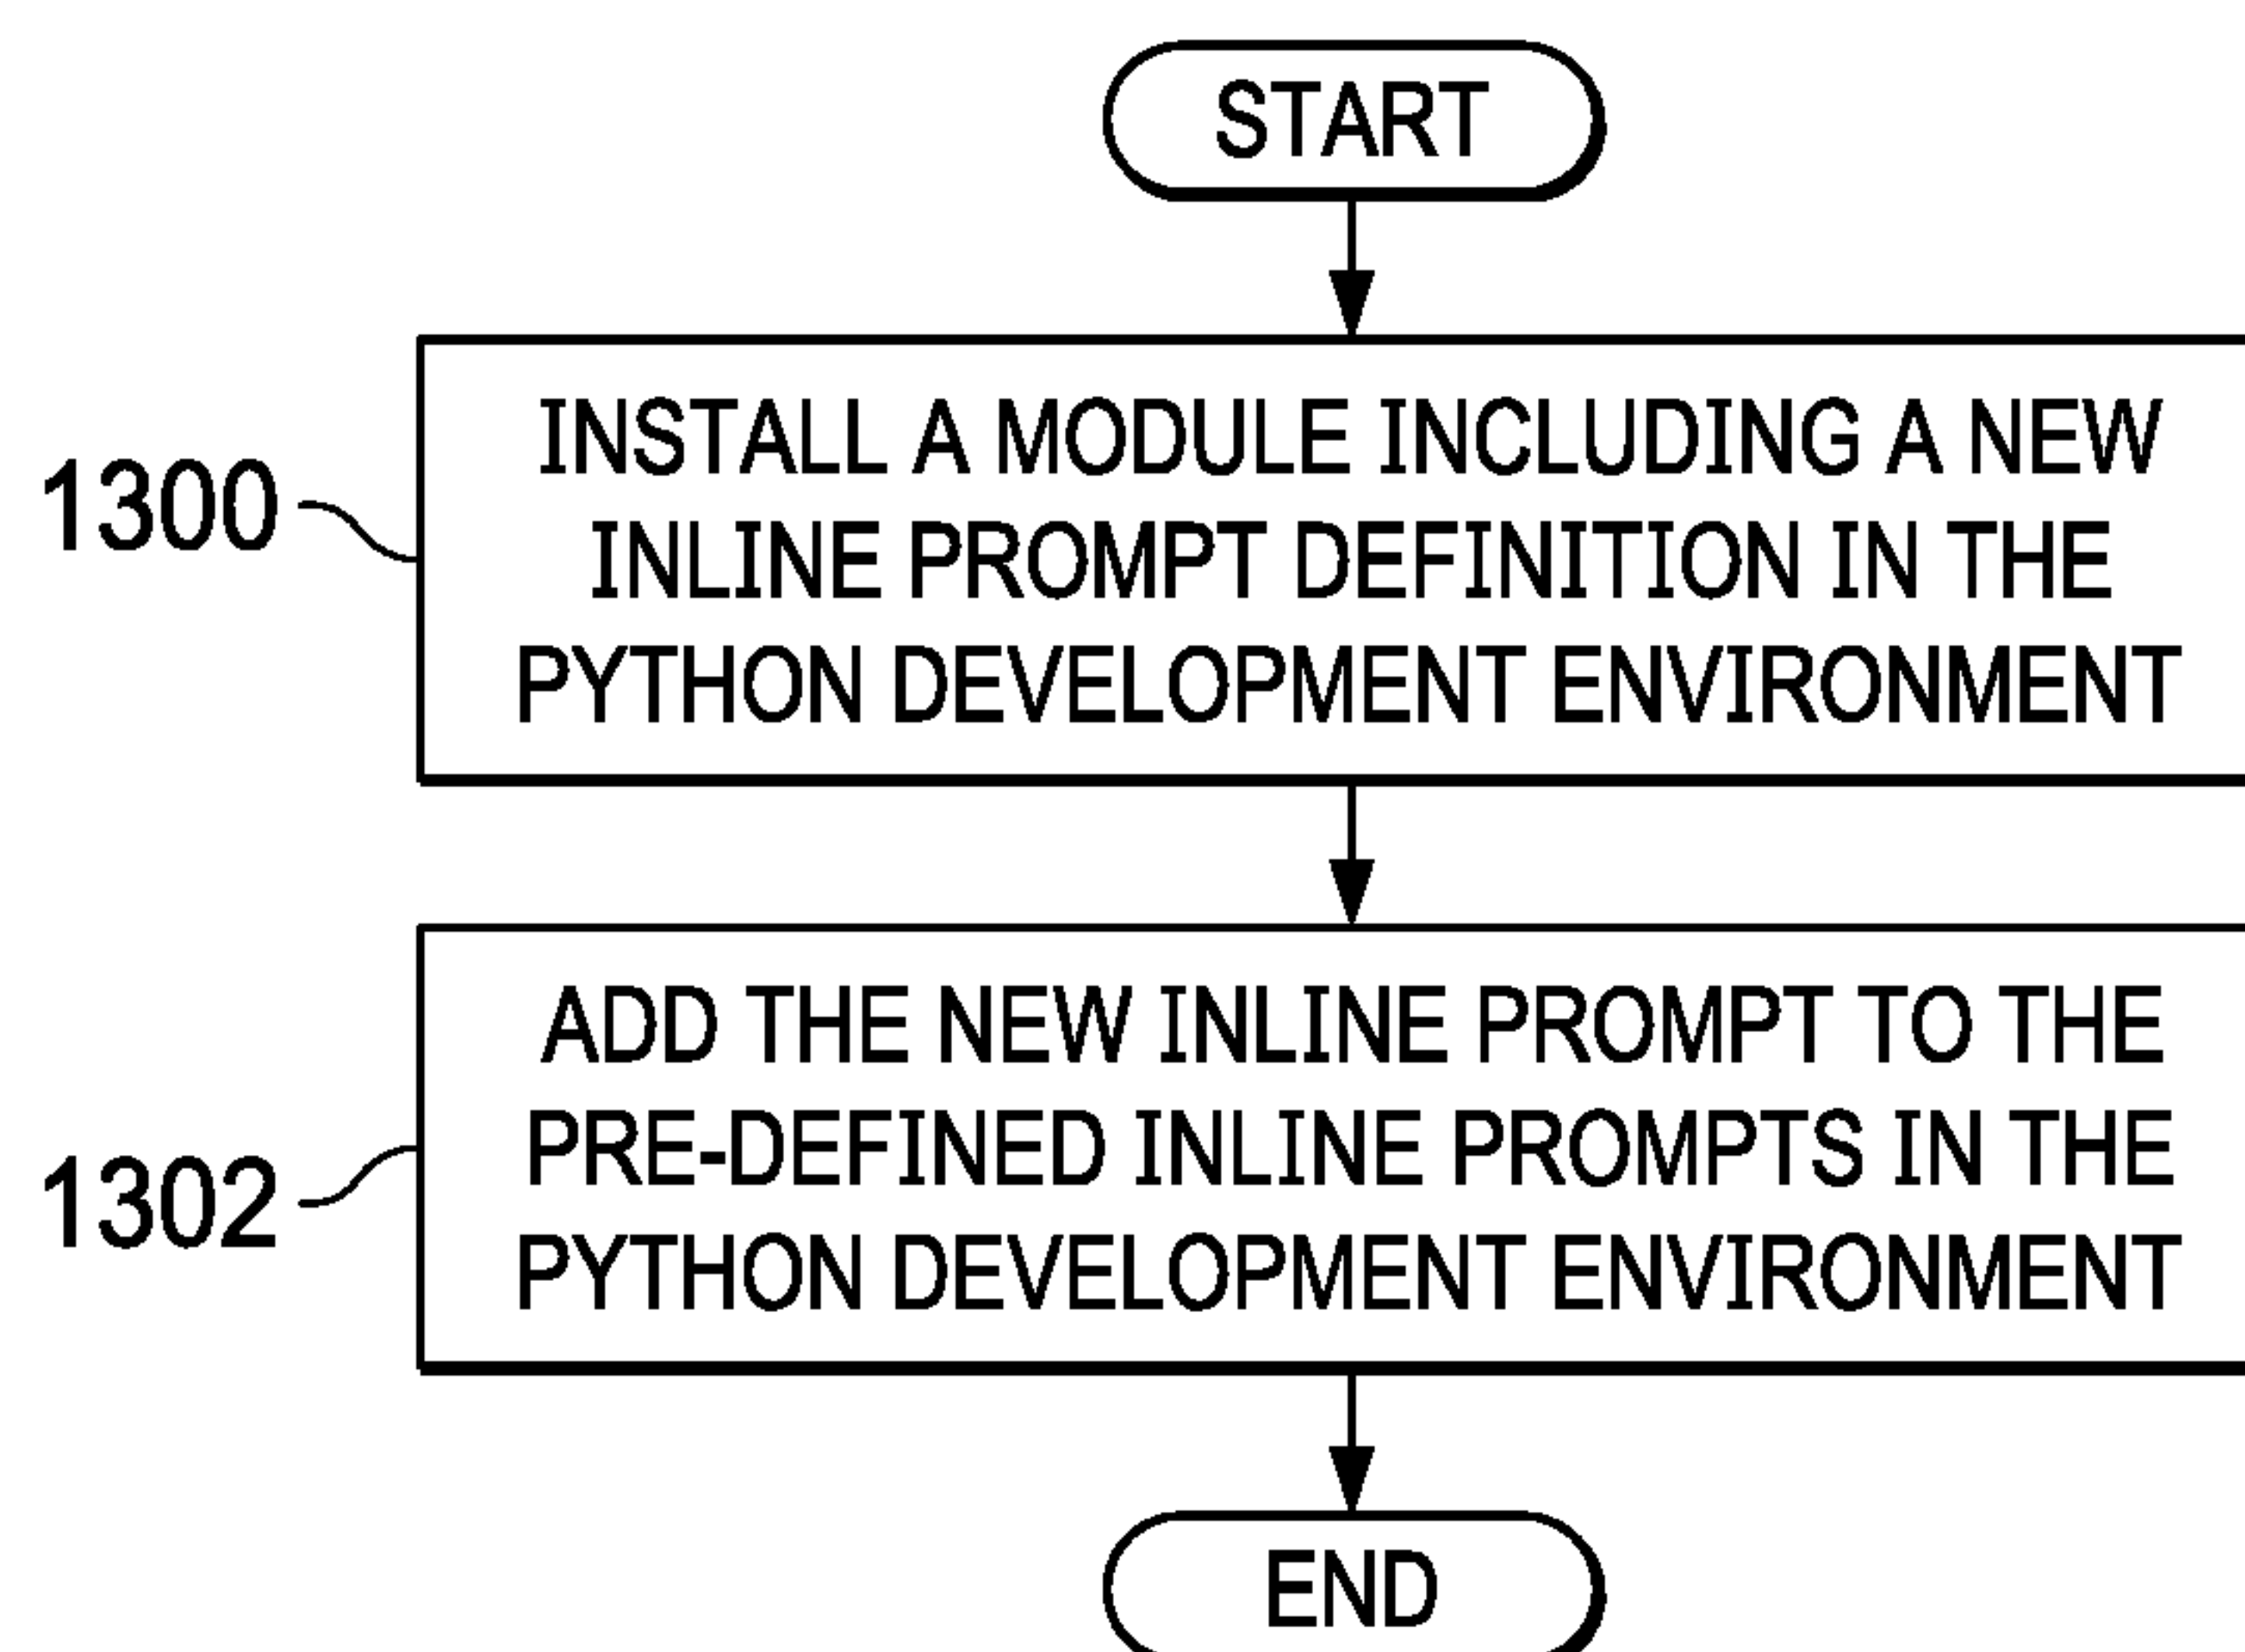 START
1300
INSTALL A MODULE INCLUDING A NEW
INLINE PROMPT DEFINITION IN THE
PYTHON DEVELOPMENT ENVIRONMENT
1302
ADD THE NEW INLINE PROMPT TO THE
PRE-DEFINED INLINE PROMPTS IN THE
PYTHON DEVELOPMENT ENVIRONMENT
END